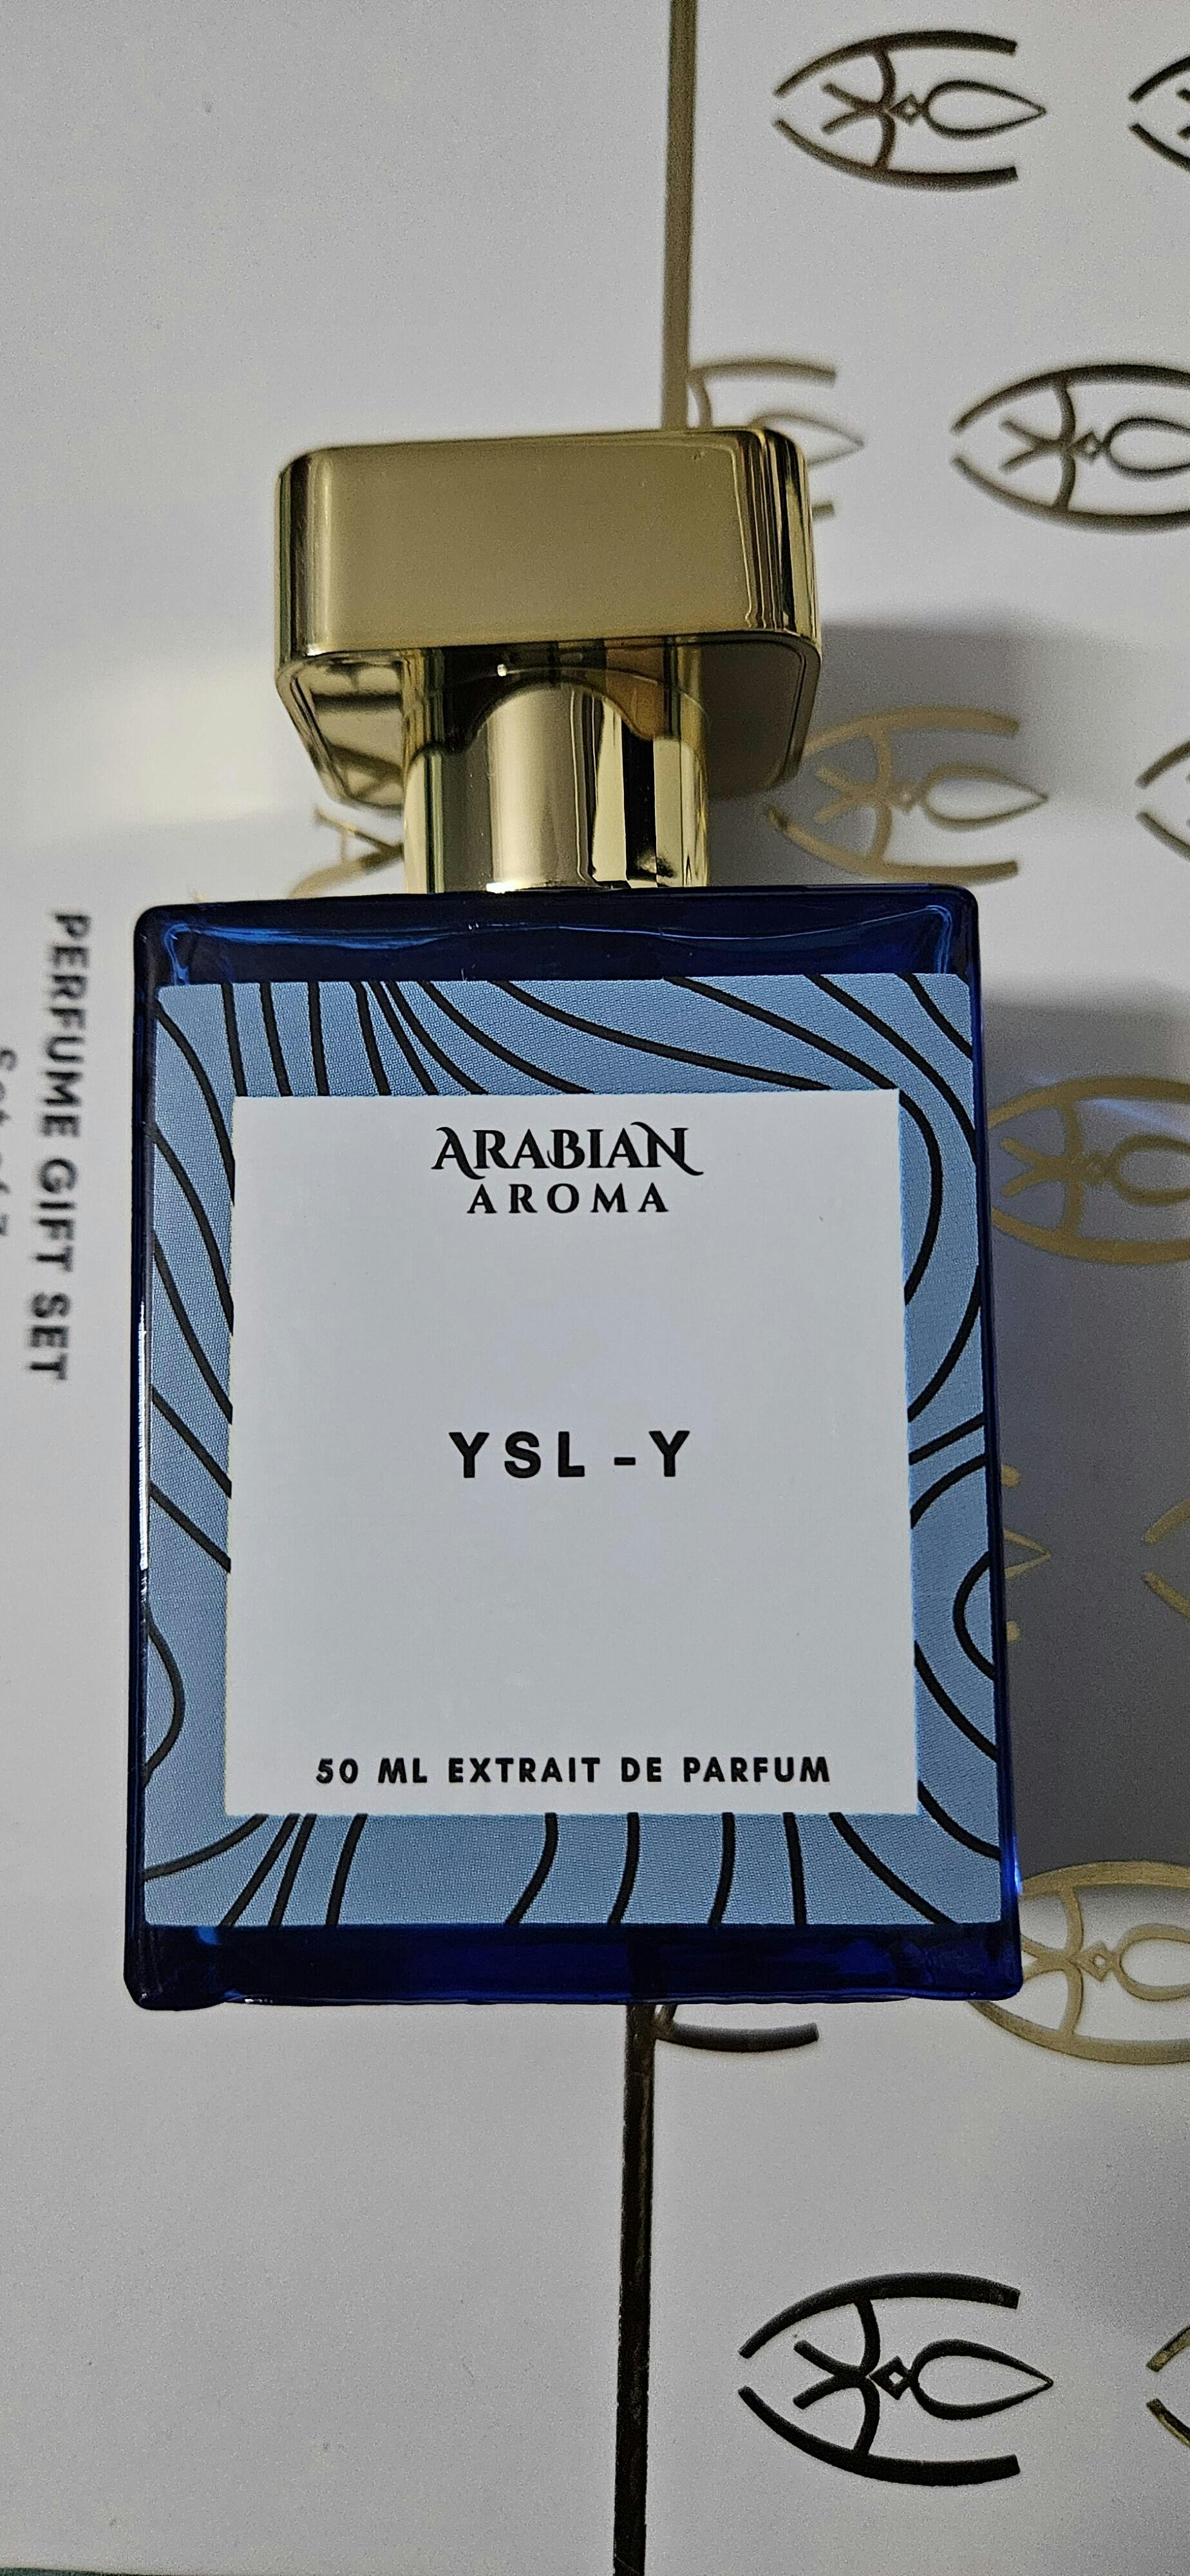 ARABIAN
AROMA
YSL - Y
50 ML EXTRAIT DE PARFUM
PERFUME GIFT SET